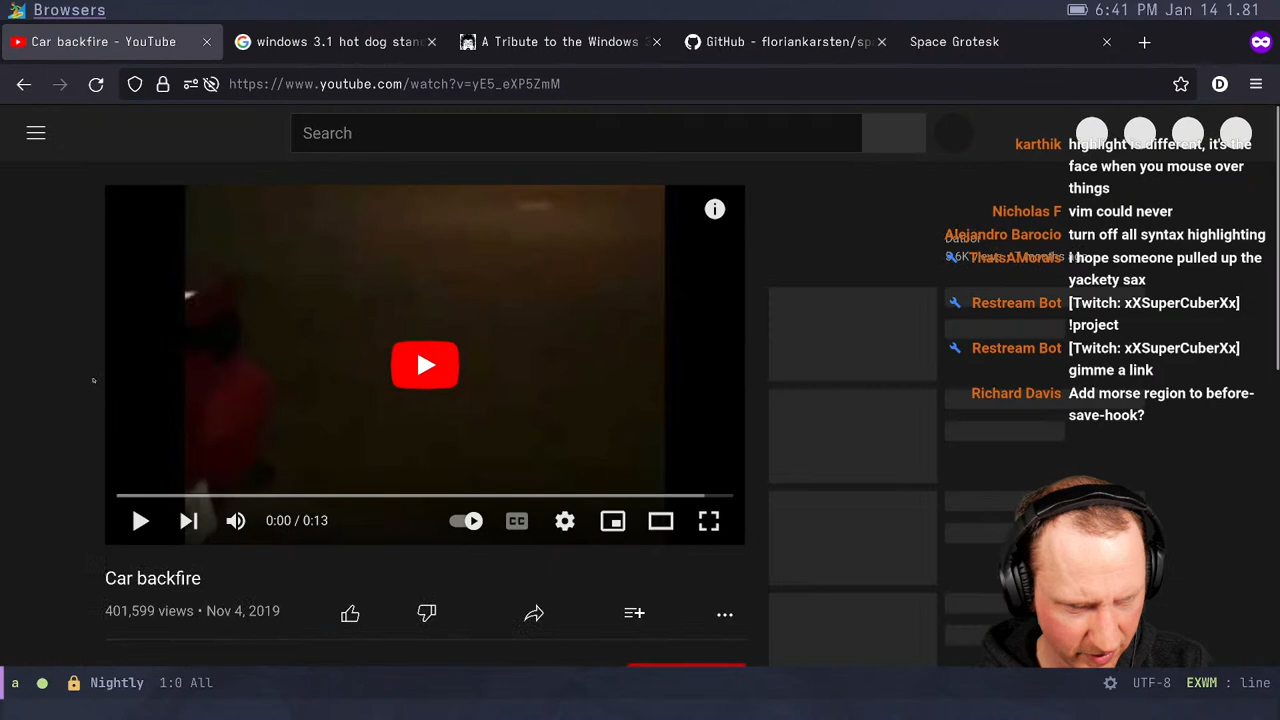 Browsers
6:41 PM Jan 14 1.81
Car backfire - YouTube
windows 3.1 hot dog stan
A Tribute to the Windows 3
GitHub - floriankarsten/sp
Space Grotesk
https://www.youtube.com/watch?v=yE5_eXP5ZmM
D
Search
karthik highlight is different, it's the
face when you mouse over
things
Nicholas F vim could never
Alejandro Barocio turn off all syntax highlighting
ThatsAMorais I hope someone pulled up the
yackety sax
Restream Bot [Twitch: xXSuperCuberXx]
!project
Restream Bot [Twitch: xXSuperCuberXx]
gimme a link
Richard Davis Add morse region to before-
save-hook?
0:00 / 0:13
CC
Car backfire
401,599 views • Nov 4, 2019
a
Nightly
1:0 All
UTF-8
EXWM : line